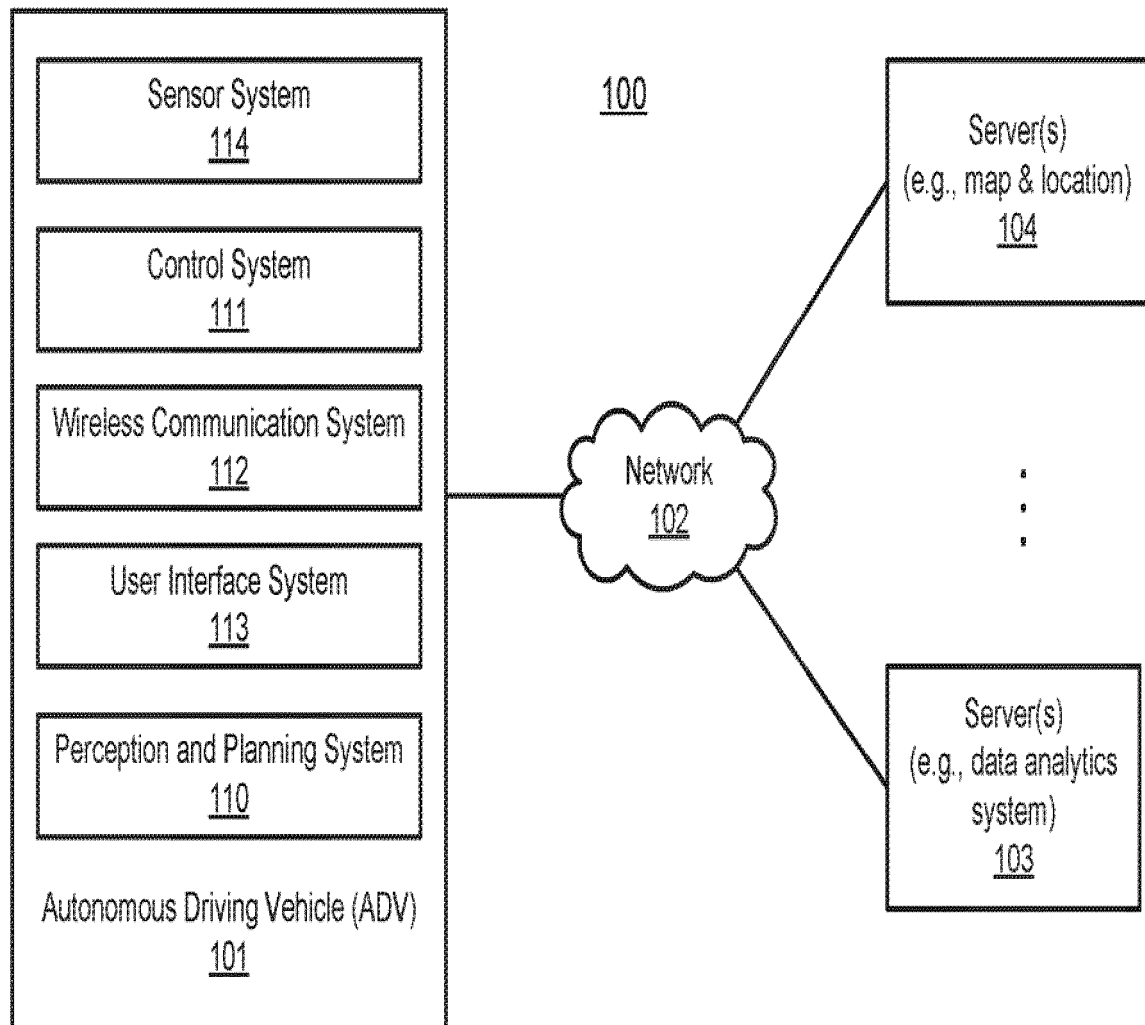 Sensor System
114
Control System
111
Wireless Communication System
112
User Interface System
113
Perception and Planning System
110
Autonomous Driving Vehicle (ADV)
101
100
Network
102
Server(s)
(e.g., map & location)
104
Server(s)
(e.g., data analytics
system)
103